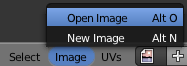 Open Image Alt O
New Image Alt N
Select Image UVs